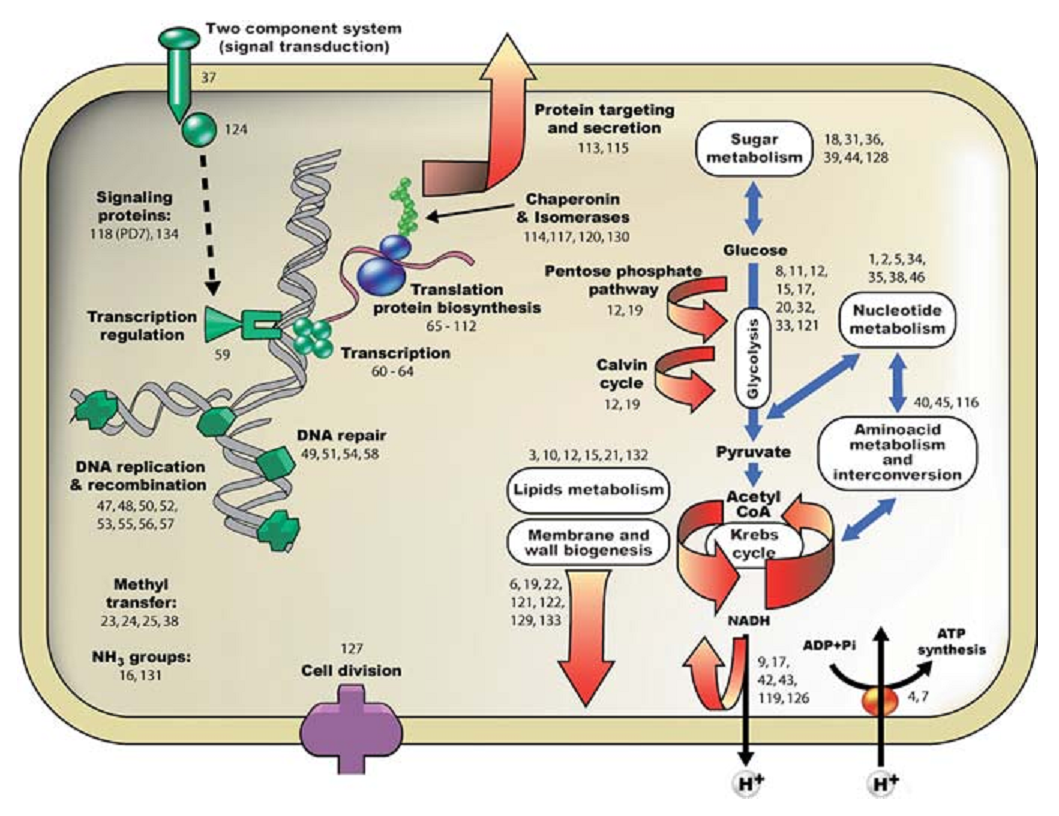 Two component system
(signal transduction)
37
124
Signaling
proteins:
118 (PD7), 134
Transcription
regulation
59
Protein targeting
and secretion
113, 115
Chaperonin
& Isomerases
114,117, 120, 130
Translation
protein biosynthesis
65 - 112
Transcription
60 - 64
DNA repair
49, 51, 54, 58
DNA replication
& recombination
47, 48, 50, 52,
53, 55, 56, 57
Methyl
transfer:
23, 24, 25, 38
NH3 groups:
16, 131
127
Cell division
Sugar
metabolism
18, 31, 36,
39, 44, 128
Glucose
8, 11, 12,
15, 17,
20, 32,
33, 121
Pentose phosphate
pathway
12, 19
Glycolysis
Calvin
cycle
12, 19
1, 2, 5, 34,
35, 38, 46
Nucleotide
metabolism
40, 45, 116
Aminoacid
metabolism
and
interconversion
Pyruvate
Acetyl
CoA
Krebs
cycle
3, 10, 12, 15, 21, 132
Lipids metabolism
Membrane and
wall biogenesis
6, 19, 22,
121, 122,
129, 133
NADH
9, 17,
42, 43,
119, 126
ADP+Pi
ATP
synthesis
4, 7
H+
H+